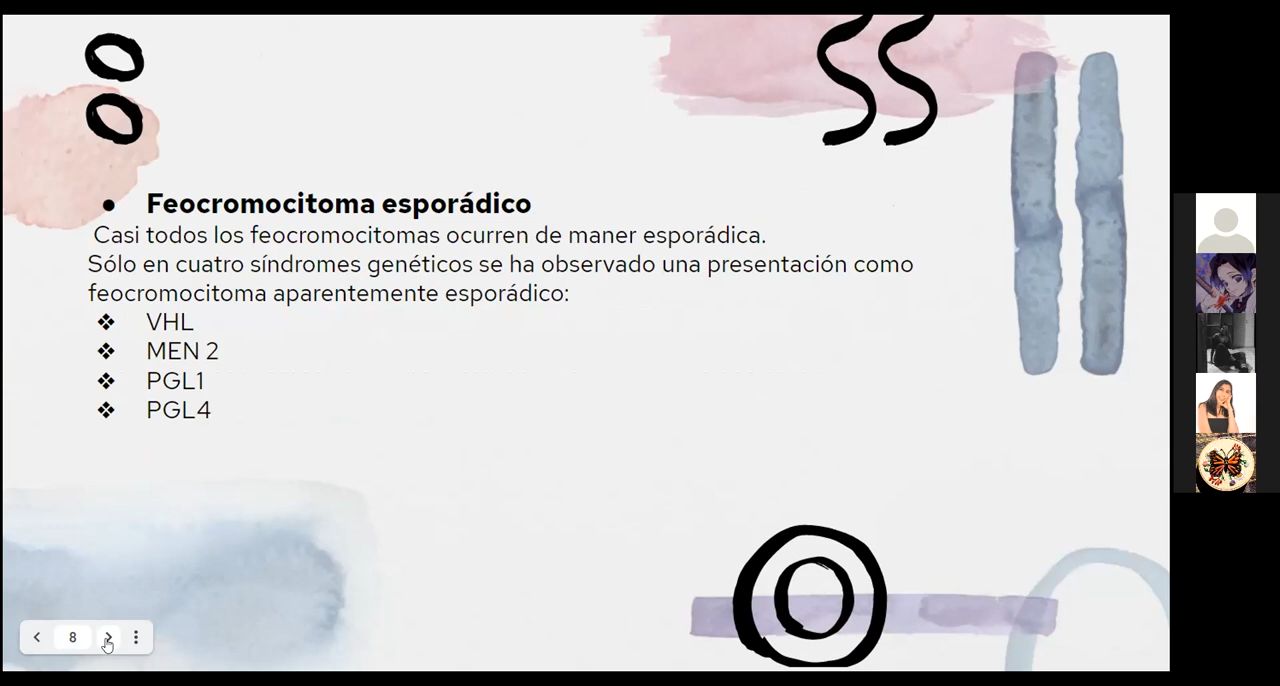 Feocromocitoma esporádico
Casi todos los feocromocitomas ocurren de maner esporádica.
Sólo en cuatro síndromes genéticos se ha observado una presentación como
feocromocitoma aparentemente esporádico:
VHL
MEN 2
PGL1
PGL4
8